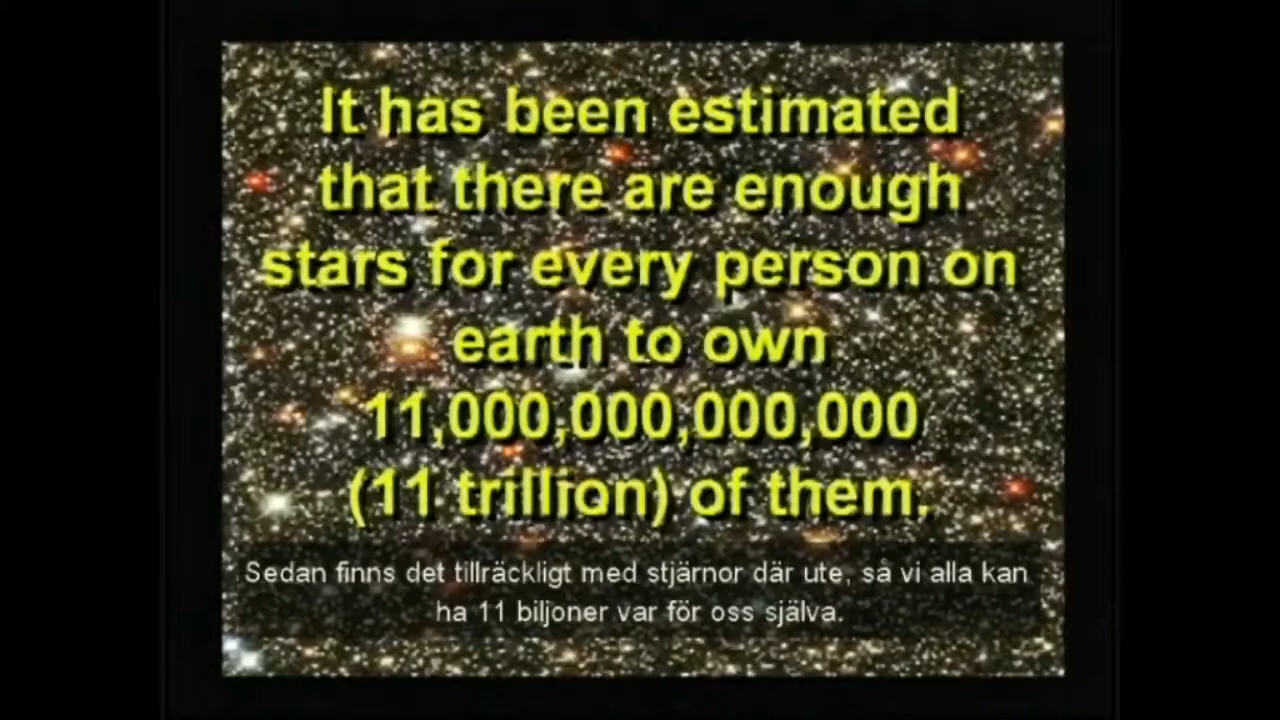 It has been estimated
that there are enough
stars for every person on
earth to own
11,000,000,000,000
(11 trillion) of them.
Sedan finns det tillräckligt med stjärnor där ute, så vi alla kan
ha 11 biljoner var för oss själva.